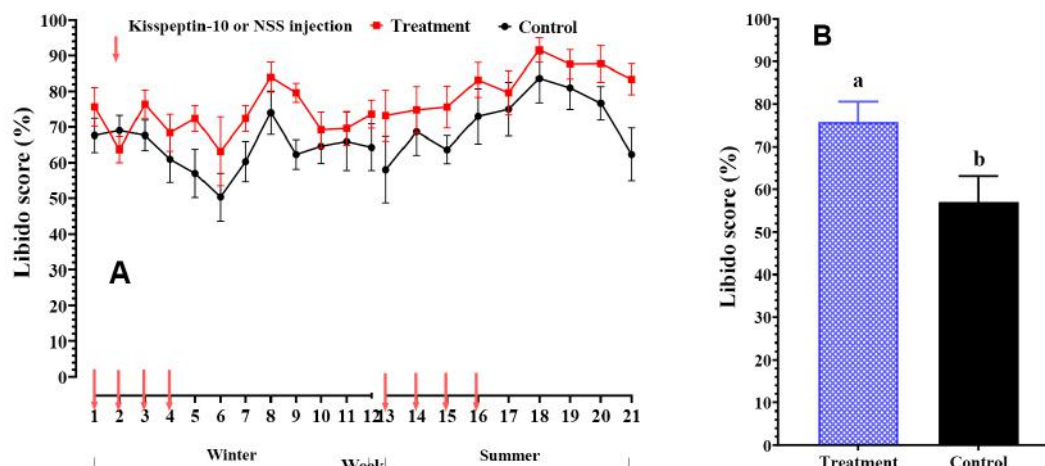 Kisspeptin-10 or NSS injection Treatment Control
Libido score (%)
100
90
80
70
60
50
40
30
20
10
0
A
1 2 3 4 5 6 7 8 9 10 11 12 13 14 15 16 17 18 19 20 21
Winter Summer
Week
B
Libido score (%)
100
90
80
70
60
50
40
30
20
10
0
a
b
Treatment Control